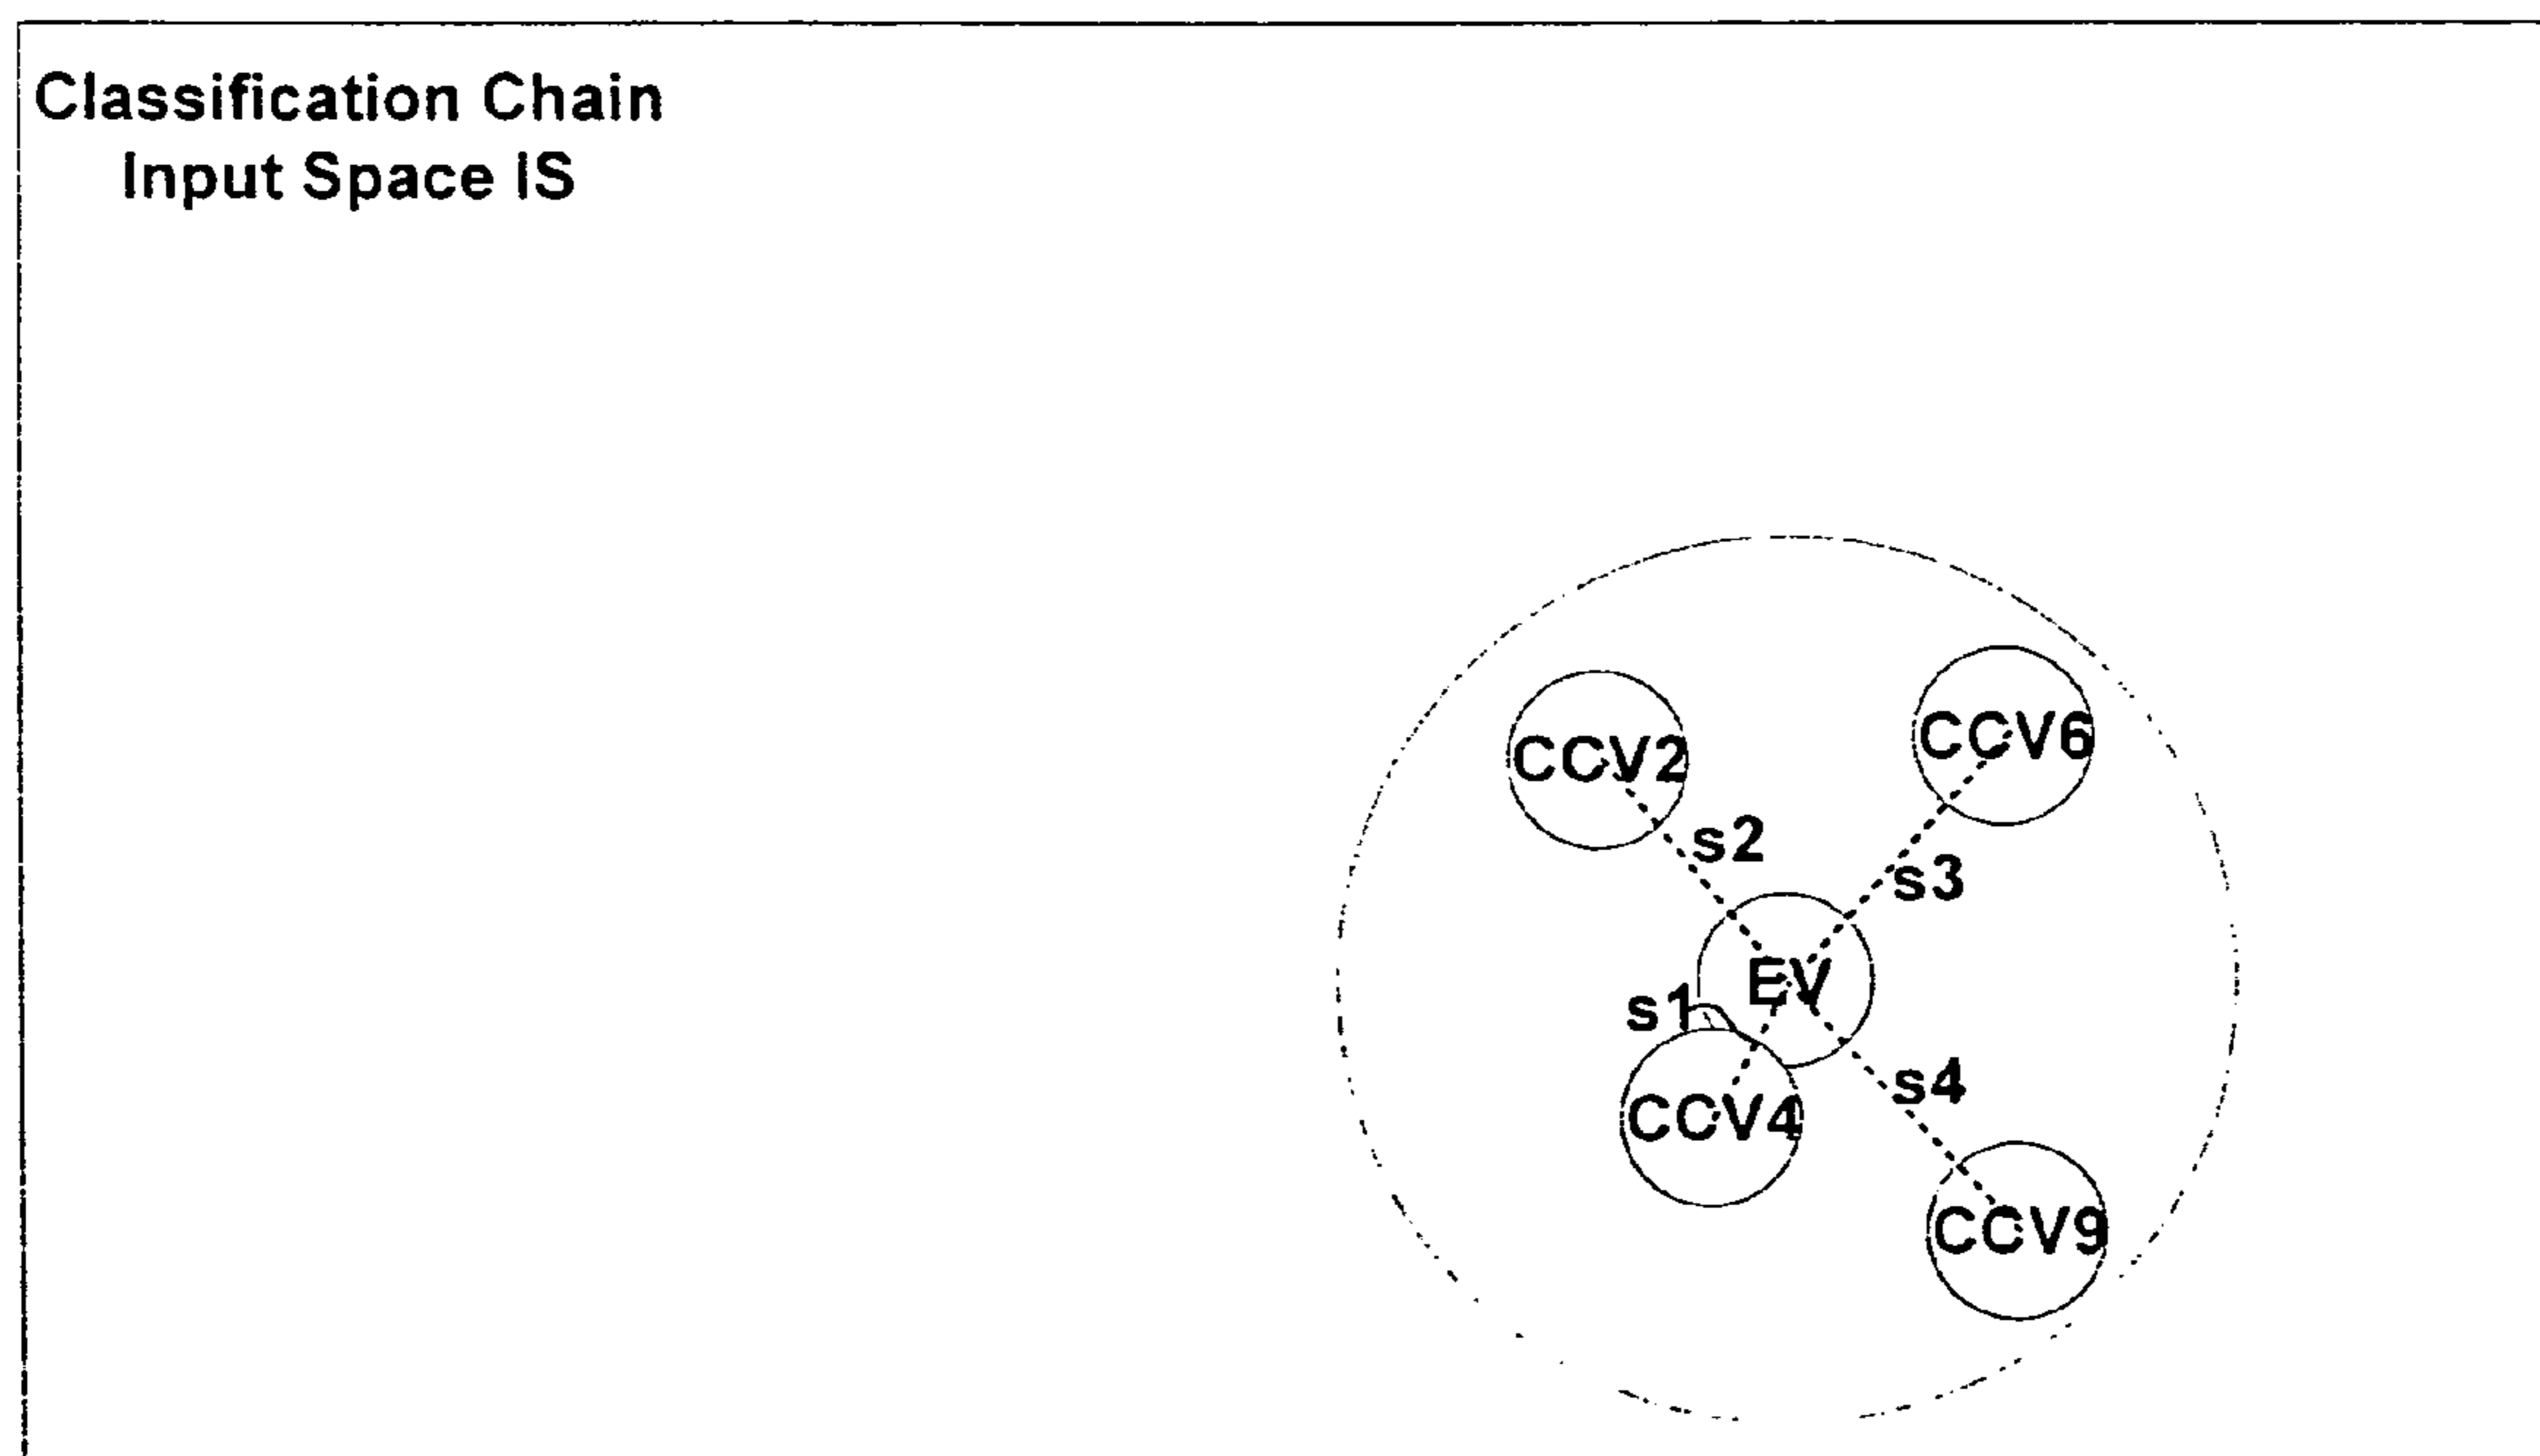 Classification Chain
Input Space IS
CCV6
CCV2
s2
s3
EV
s1
s4
CCV4
CCV9